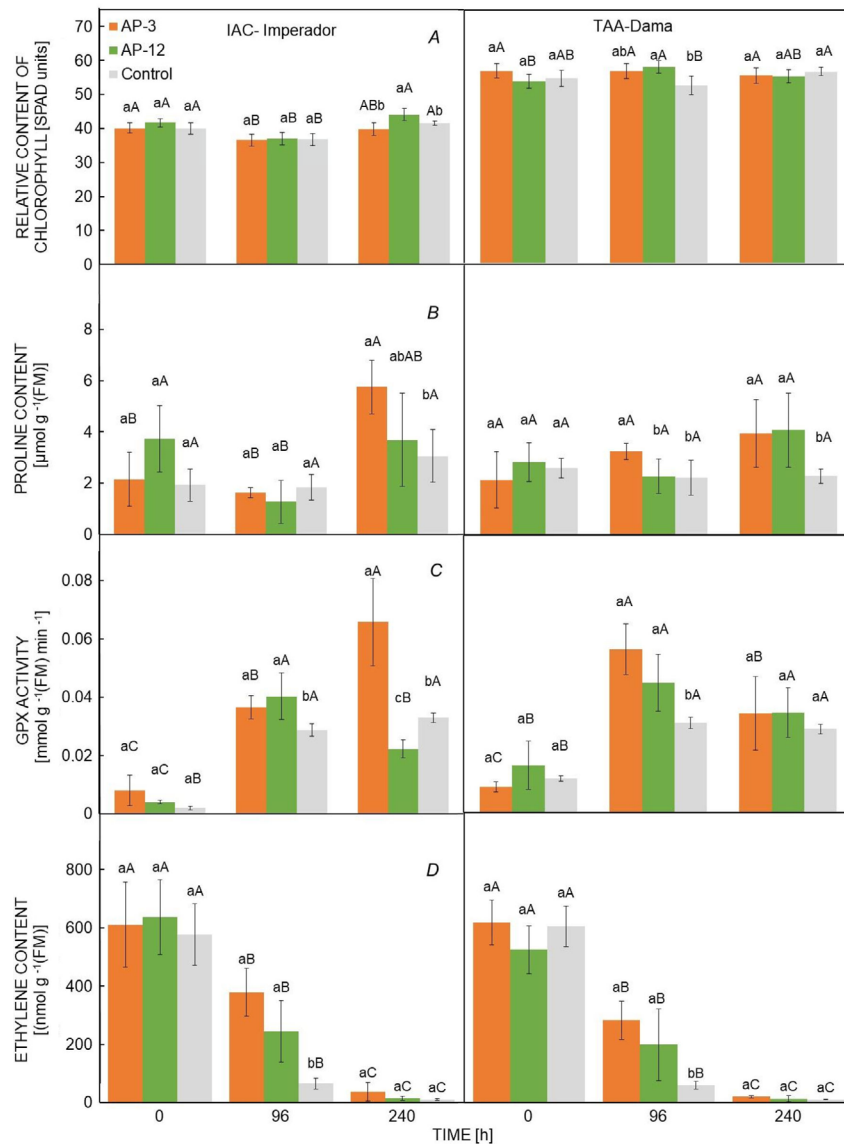 AP-3
AP-12
Control
IAC- Imperador
A
TAA-Dama
RELATIVE CONTENT OF
CHLOROPHYLL [SPAD units]
70
60
50
40
30
20
10
0
aA aA aA
aB aB aB
ABb aA Ab
aA aB aAB
abA aA bB
aA aAB aA
B
PROLINE CONTENT
[µmol g -1(FM)]
8
6
4
2
0
aB aA aA
aB aB aA
aA abAB bA
aA aA aA
aA bA bA
aA aA bA
C
GPX ACTIVITY
[mmol g -1(FM) min -1]
0.08
0.06
0.04
0.02
0
aC aC aB
aB aA bA
aA cB bA
aC aB aB
aA aA bA
aB aA aA
D
ETHYLENE CONTENT
[(nmol g -1(FM)]
800
600
400
200
0
aA aA aA
aB aB bB
aC aC aC
aA aA aA
aB aB bB
aC aC aC
0 96 240 0 96 240
TIME [h]